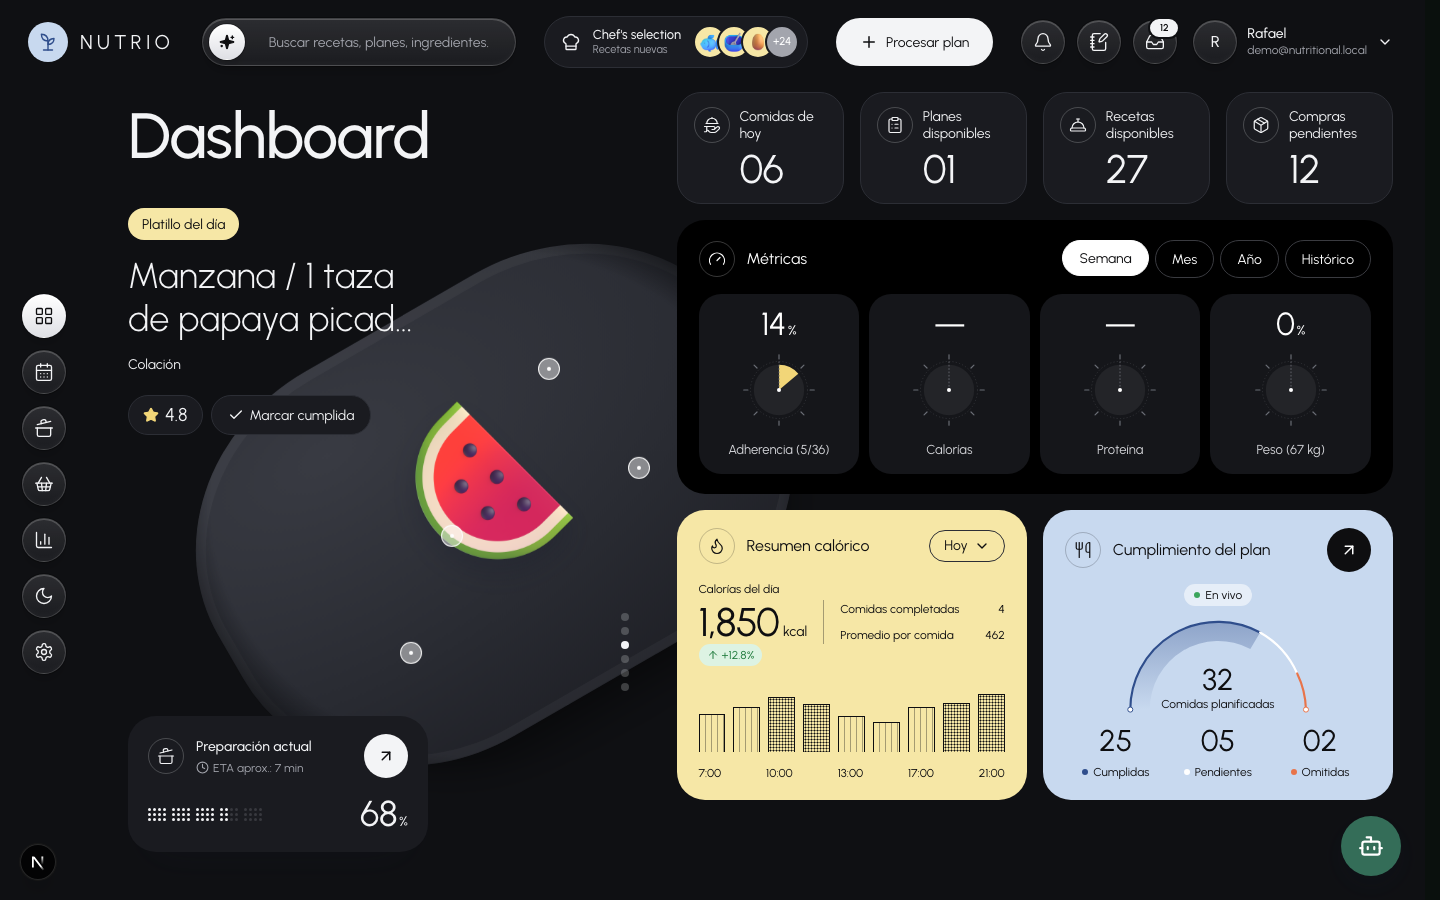 NUTRIO
Buscar recetas, planes, ingredientes.
Chef's selection
Recetas nuevas
+24
Procesar plan
12
R
Rafael
demo@nutritional.local
Dashboard
Platillo del día
Manzana / 1 taza
de papaya picad...
Colación
4.8
Marcar cumplida
Comidas de
hoy
06
Planes
disponibles
01
Recetas
disponibles
27
Compras
pendientes
12
Métricas
Semana
Mes
Año
Histórico
14%
Adherencia (5/36)
—
Calorías
—
Proteína
0%
Peso (67 kg)
Resumen calórico
Hoy
Calorías del día
1,850 kcal
+12.8%
Comidas completadas 4
Promedio por comida 462
7:00 10:00 13:00 17:00 21:00
Cumplimiento del plan
En vivo
32
Comidas planificadas
25
Cumplidas
05
Pendientes
02
Omitidas
Preparación actual
ETA aprox.: 7 min
68%
N